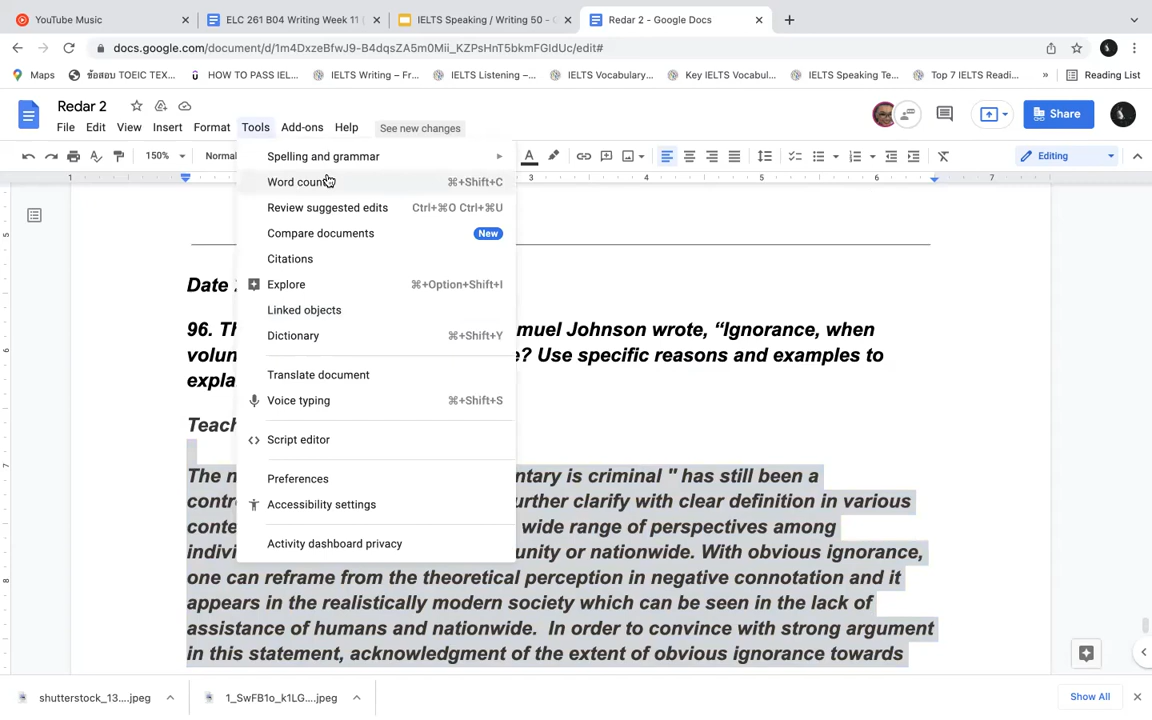 YouTube Music
ELC 261 B04 Writing Week 11 (
IELTS Speaking / Writing 50 - G
Redar 2 - Google Docs
docs.google.com/document/d/1m4DxzeBfwJ9-B4dqsZA5m0Mii_KZPsHnT5bkmFGIdUc/edit#
Maps
ข้อสอบ TOEIC TEX...
HOW TO PASS IEL...
IELTS Writing – Fr...
IELTS Listening –...
IELTS Vocabulary...
Key IELTS Vocabul...
IELTS Speaking Te...
Top 7 IELTS Readi...
»
Reading List
Redar 2
File Edit View Insert Format Tools Add-ons Help See new changes
Share
150%
Normal
Editing
1 3 4 5 6 7
Spelling and grammar
Word count ⌘+Shift+C
Review suggested edits Ctrl+⌘O Ctrl+⌘U
Compare documents New
Citations
Explore ⌘+Option+Shift+I
Linked objects
Dictionary ⌘+Shift+Y
Translate document
Voice typing ⌘+Shift+S
Script editor
Preferences
Accessibility settings
Activity dashboard privacy
5
6
7
8
Date
96. Th muel Johnson wrote, “Ignorance, when
volun e? Use specific reasons and examples to
expla
Teach
The n ntary is criminal " has still been a
contr urther clarify with clear definition in various
conte wide range of perspectives among
indivi unity or nationwide. With obvious ignorance,
one can reframe from the theoretical perception in negative connotation and it
appears in the realistically modern society which can be seen in the lack of
assistance of humans and nationwide. In order to convince with strong argument
in this statement, acknowledgment of the extent of obvious ignorance towards
shutterstock_13....jpeg
1_SwFB1o_k1LG....jpeg
Show All